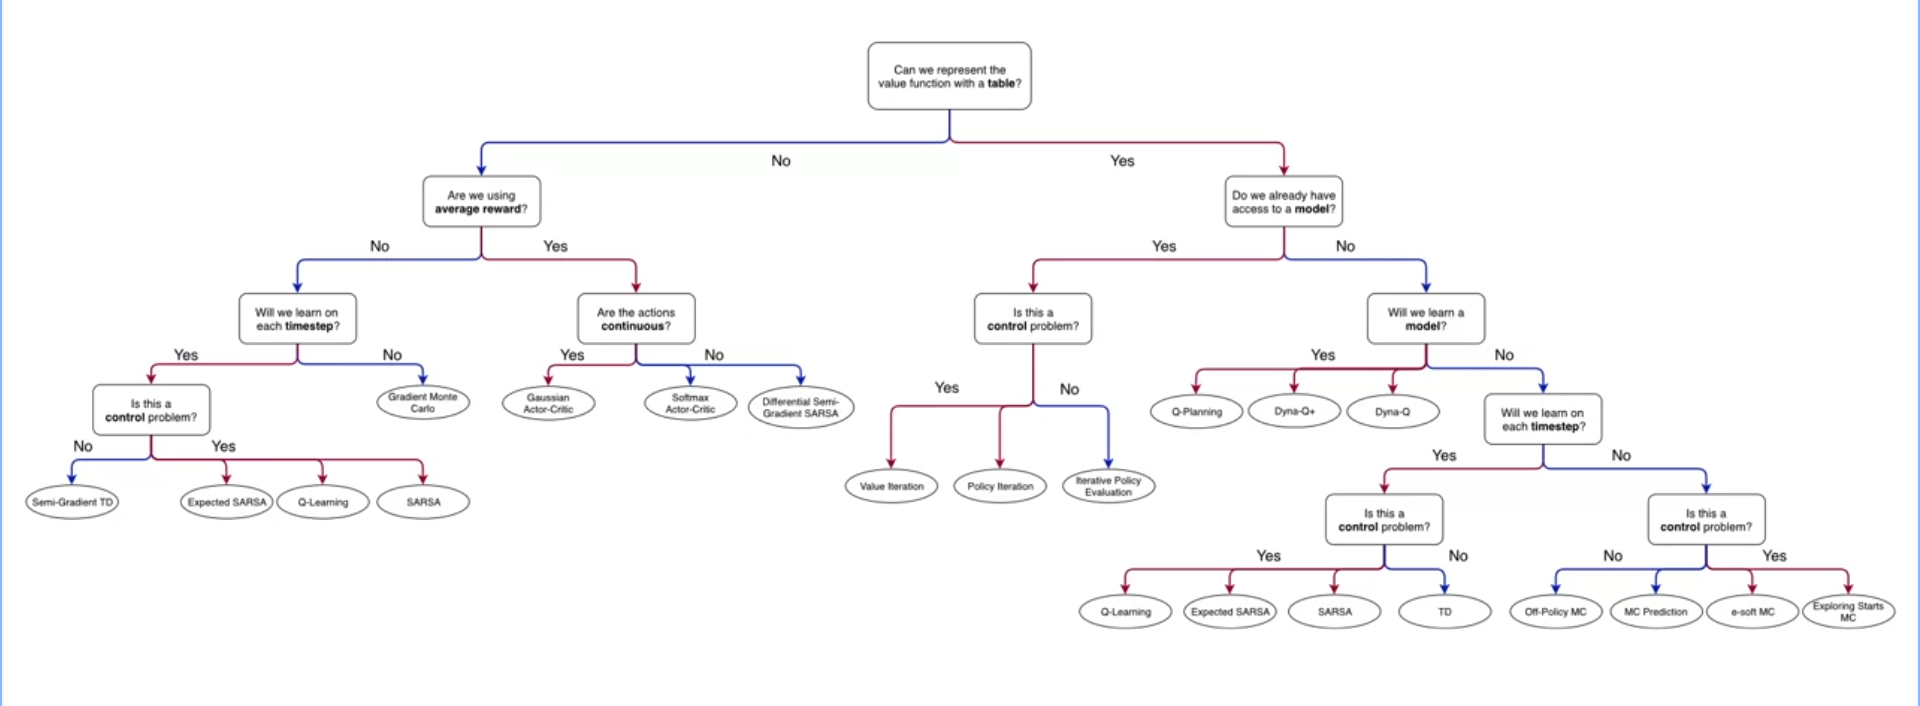 Can we represent the
value function with a table?
No
Yes
Are we using
average reward?
Do we already have
access to a model?
No
Yes
Yes
No
Will we learn on
each timestep?
Are the actions
continuous?
Is this a
control problem?
Will we learn a
model?
Yes
No
Yes
No
Yes
No
Yes
No
Is this a
control problem?
Gradient Monte
Carlo
Gaussian
Actor-Critic
Softmax
Actor-Critic
Differential Semi-
Gradient SARSA
Q-Planning
Dyna-Q+
Dyna-Q
Will we learn on
each timestep?
No
Yes
Yes
No
Semi-Gradient TD
Expected SARSA
Q-Learning
SARSA
Value Iteration
Policy Iteration
Iterative Policy
Evaluation
Is this a
control problem?
Is this a
control problem?
Yes
No
No
Yes
Q-Learning
Expected SARSA
SARSA
TD
Off-Policy MC
MC Prediction
e-soft MC
Exploring Starts
MC